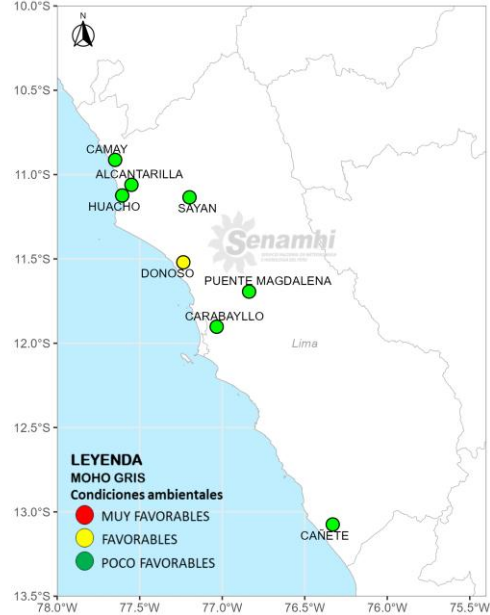 10.0°S
N
10.5°S
CAMAY
11.0°S
ALCANTARILLA
HUACHO
SAYAN
Senamhi
11.5°S
DONOSO
PUENTE MAGDALENA
CARABAYLLO
12.0°S
Lima
12.5°S
LEYENDA
MOHO GRIS
Condiciones ambientales
MUY FAVORABLES
FAVORABLES
POCO FAVORABLES
13.0°S
CAÑETE
13.5°S
78.0°W 77.5°W 77.0°W 76.5°W 76.0°W 75.5°W